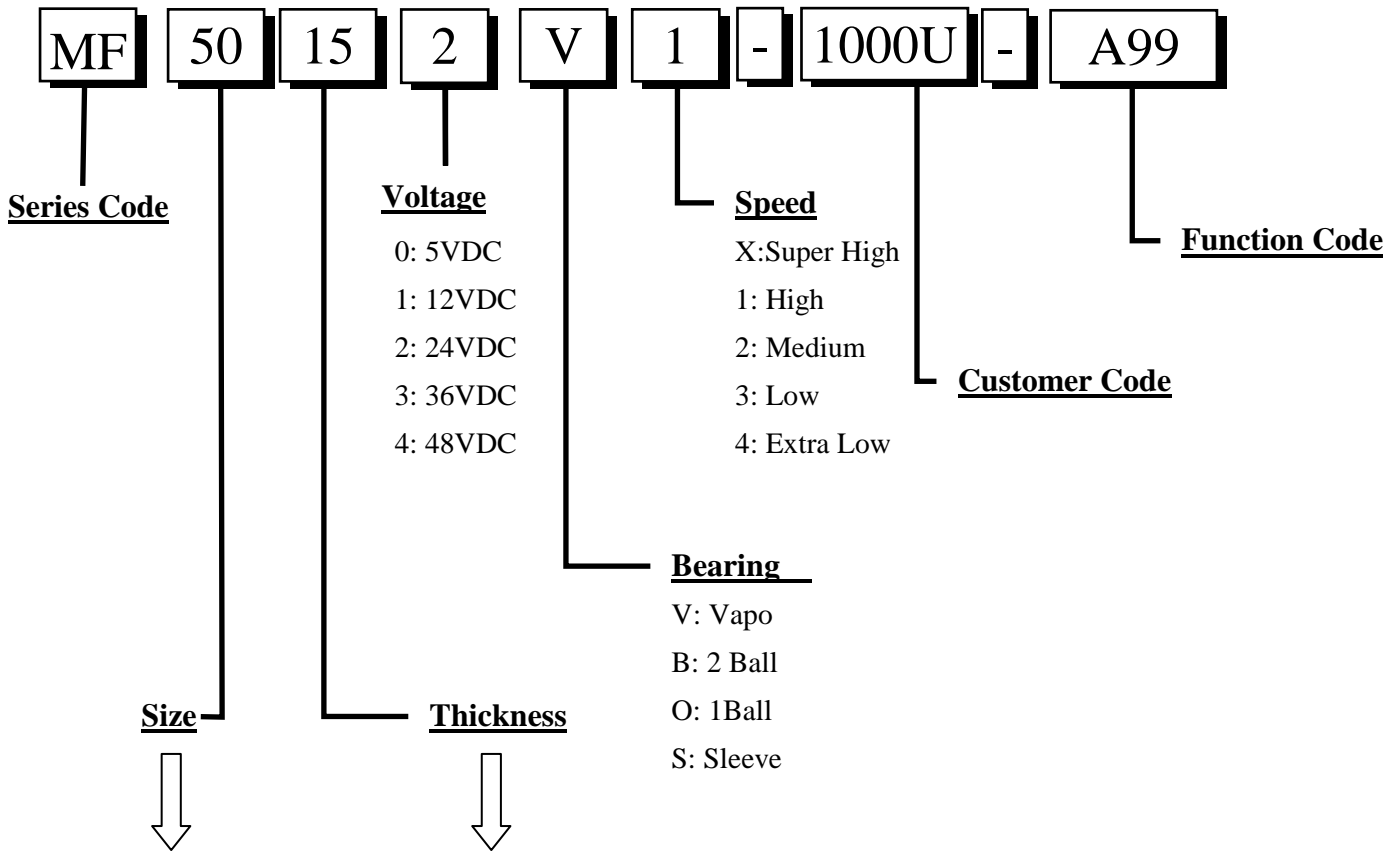 MF 50 15 2 V 1 - 1000U - A99
Series Code
Voltage
0: 5VDC
1: 12VDC
2: 24VDC
3: 36VDC
4: 48VDC
Speed
X:Super High
1: High
2: Medium
3: Low
4: Extra Low
Function Code
Customer Code
Bearing
V: Vapo
B: 2 Ball
O: 1Ball
S: Sleeve
Size
Thickness